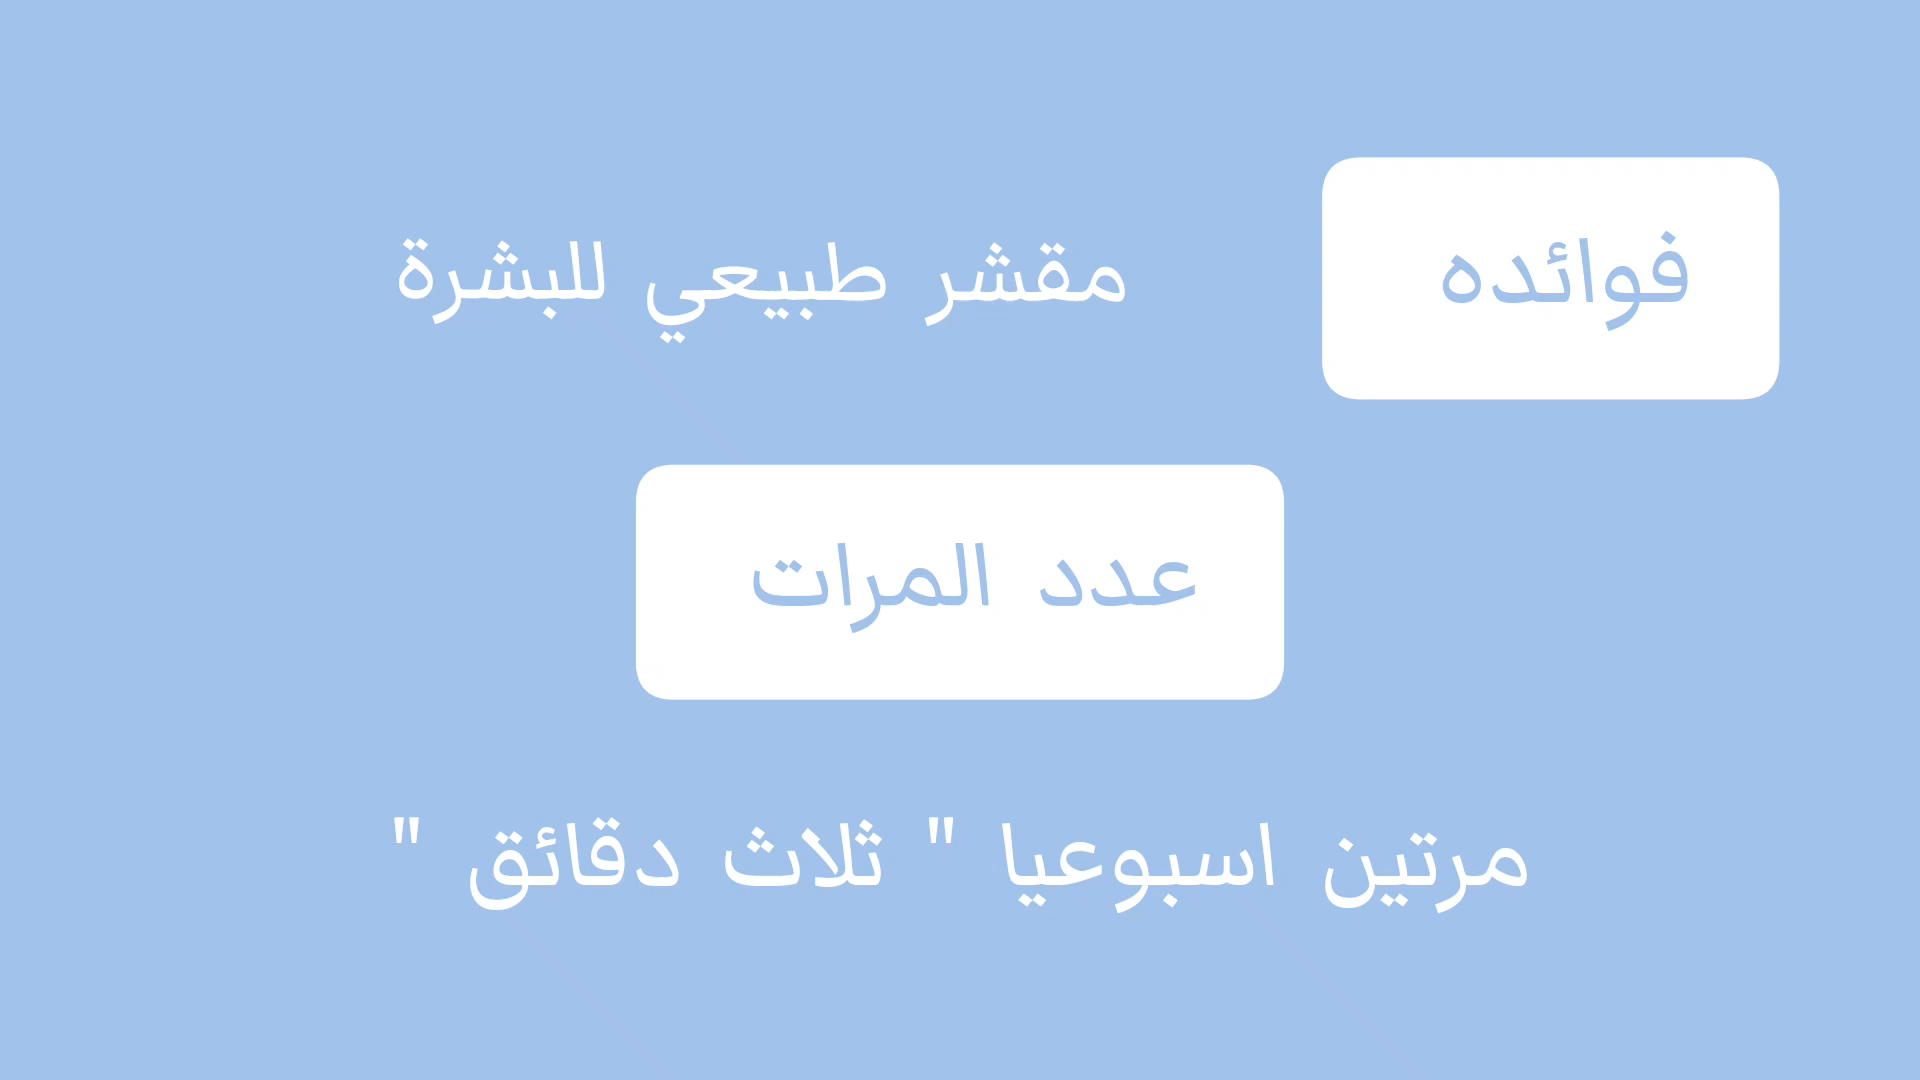 فوائده
مقشر طبيعي للبشرة
عدد المرات
مرتين اسبوعيا " ثلاث دقائق "